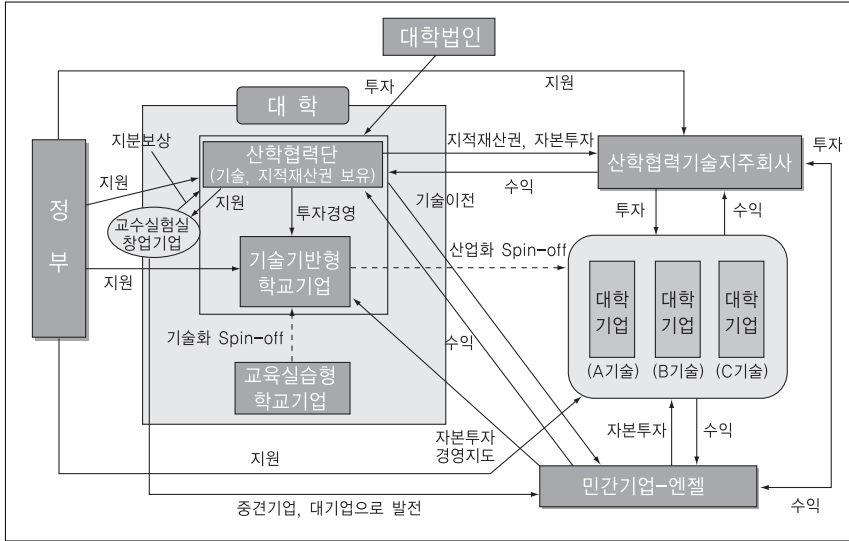 대학법인
지원
투자
대 학
지분보상
산학협력단
(기술, 지적재산권 보유)
지적재산권, 자본투자
산학협력기술지주회사
투자
정
부
지원
지원
수익
기술이전
교수실험실
창업기업
투자경영
투자
수익
산업화 Spin-off
기술기반형
학교기업
지원
대학
기업
대학
기업
대학
기업
기술화 Spin-off
수익
교육실습형
학교기업
(A기술)
(B기술)
(C기술)
자본투자
경영지도
자본투자
수익
지원
민간기업-엔젤
중견기업, 대기업으로 발전
수익